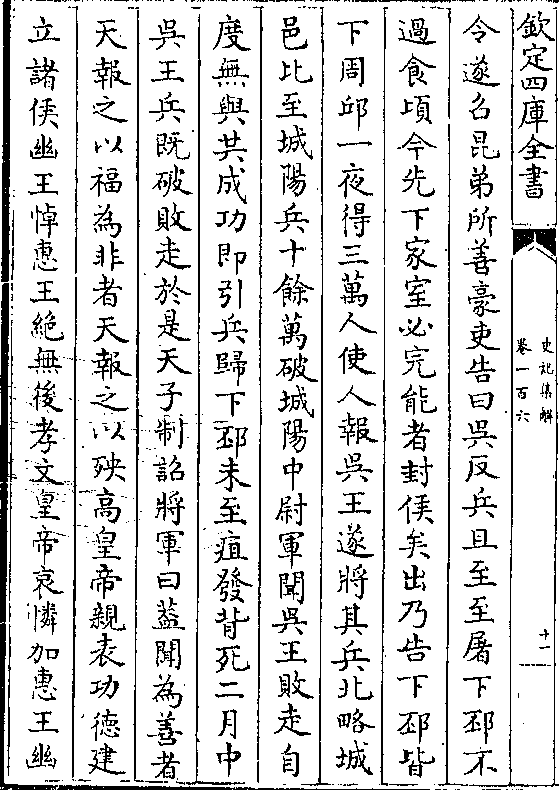 欽定四庫全書
史記集解
卷一百六
十一
令遂召昆弟所善豪吏告曰吳反兵且至至屠下邳不
過食頃今先下家室必完能者封侯矣出乃告下邳皆
下周邱一夜得三萬人使人報吳王遂將其兵北略城
邑比至城陽兵十餘萬破城陽中尉軍聞吳王敗走自
度無與共成功即引兵歸下邳未至疽發背死二月中
吳王兵既破敗走於是天子制詔將軍曰葢聞為善者
天報之以福為非者天報之以殃高皇帝親表功德建
立諸侯幽王悼惠王絶無後孝文皇帝哀憐加惠王幽